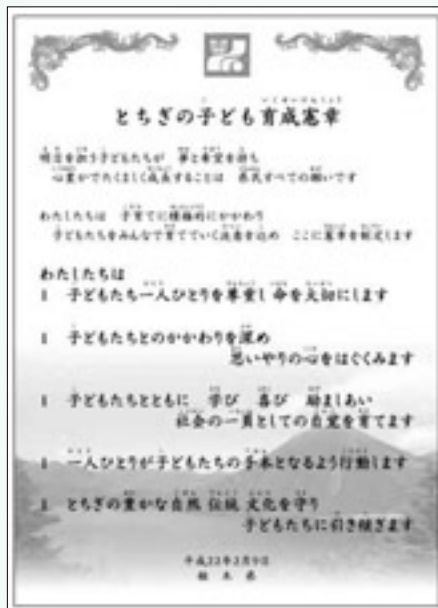 とちぎの子ども育成憲章
明日を担う子どもたちが 夢と希望を持ち
心豊かでたくましく成長することは 県民すべての願いです
わたしたちは 子育てに積極的にかかわり
子どもたちをみんなで育てていく決意を込め ここに憲章を制定します
わたしたちは
1 子どもたち一人ひとりを尊重し 命を大切にします
1 子どもたちとのかかわりを深め
思いやりの心をはぐくみます
1 子どもたちとともに 学び 喜び 励ましあい
社会の一員としての自覚を育てます
1 一人ひとりが子どもたちの手本となるよう行動します
1 とちぎの豊かな自然 伝統 文化を守り
子どもたちに引き継ぎます
平成22年3月9日
栃木県